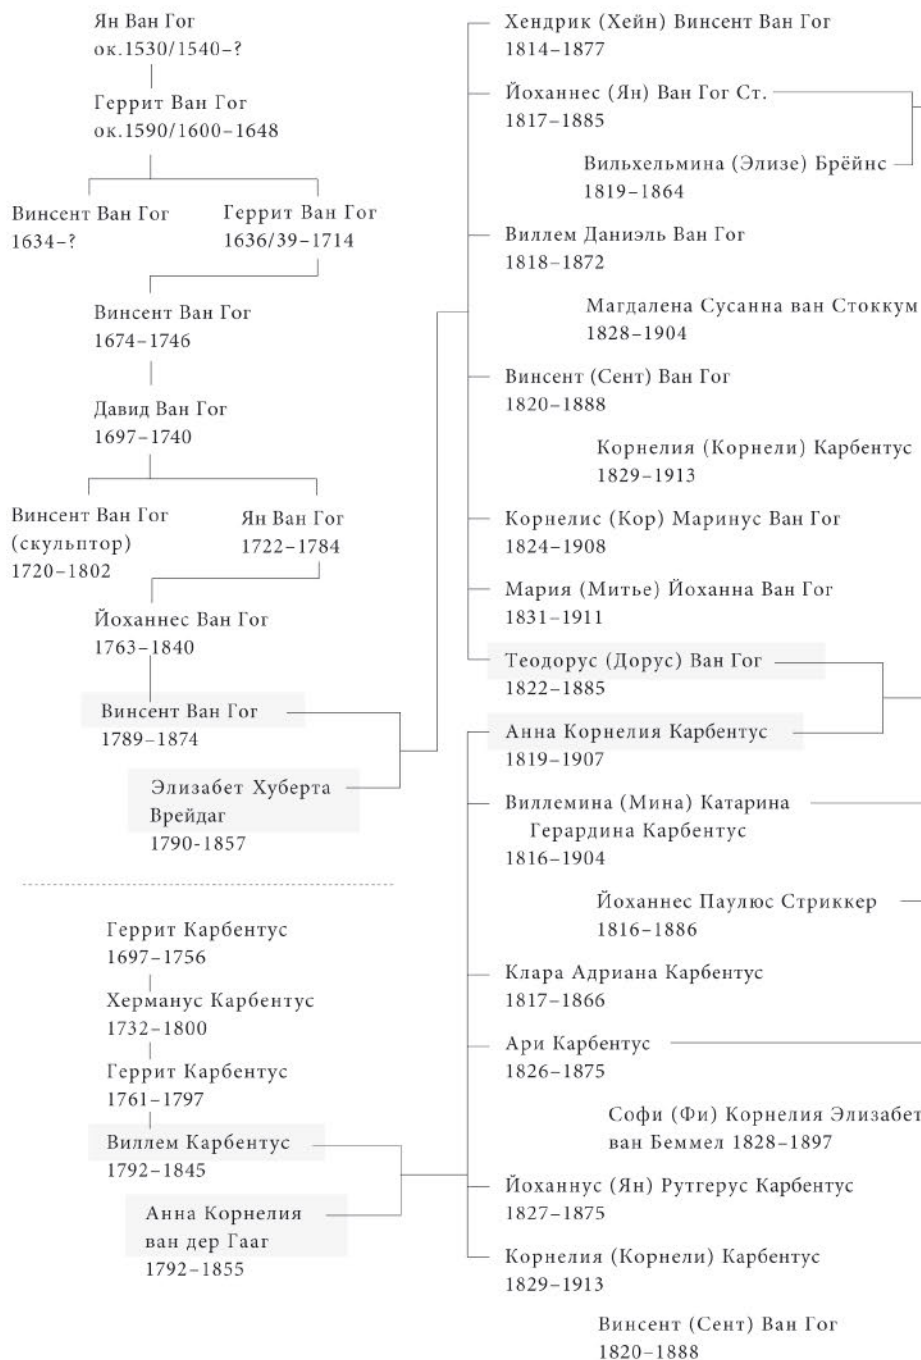 Ян Ван Гог
ок.1530/1540–?
Геррит Ван Гог
ок.1590/1600–1648
Винсент Ван Гог
1634–?
Геррит Ван Гог
1636/39–1714
Винсент Ван Гог
1674–1746
Давид Ван Гог
1697–1740
Винсент Ван Гог
(скульптор)
1720–1802
Ян Ван Гог
1722–1784
Йоханнес Ван Гог
1763–1840
Винсент Ван Гог
1789–1874
Элизабет Хуберта
Врейдаг
1790-1857
Геррит Карбентус
1697–1756
Херманус Карбентус
1732–1800
Геррит Карбентус
1761–1797
Виллем Карбентус
1792–1845
Анна Корнелия
ван дер Гааг
1792–1855
Хендрик (Хейн) Винсент Ван Гог
1814–1877
Йоханнес (Ян) Ван Гог Ст.
1817–1885
Вильхельмина (Элизе) Брёйнс
1819–1864
Виллем Даниэль Ван Гог
1818–1872
Магдалена Сусанна ван Стоккум
1828–1904
Винсент (Сент) Ван Гог
1820–1888
Корнелия (Корнели) Карбентус
1829–1913
Корнелис (Кор) Маринус Ван Гог
1824–1908
Мария (Митье) Йоханна Ван Гог
1831–1911
Теодорус (Дорус) Ван Гог
1822–1885
Анна Корнелия Карбентус
1819–1907
Виллемина (Мина) Катарина
Герардина Карбентус
1816–1904
Йоханнес Паулюс Стриккер
1816–1886
Клара Адриана Карбентус
1817–1866
Ари Карбентус
1826–1875
Софи (Фи) Корнелия Элизабет
ван Беммел 1828–1897
Йоханнус (Ян) Рутгерус Карбентус
1827–1875
Корнелия (Корнели) Карбентус
1829–1913
Винсент (Сент) Ван Гог
1820–1888